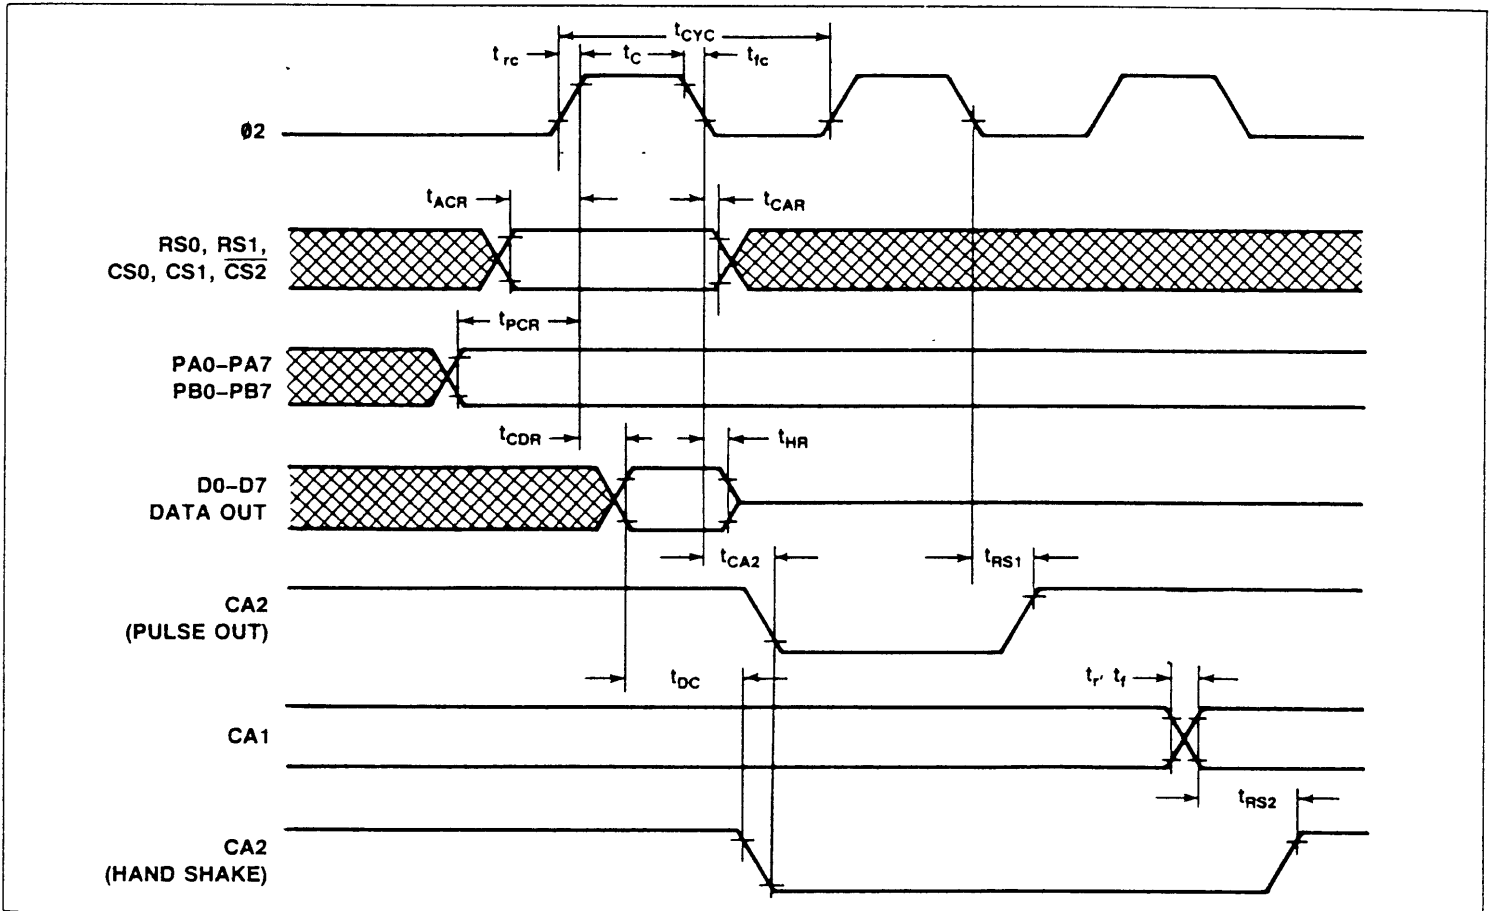 tCYC
trc
tC
tfc
Ø2
tACR
tCAR
RS0, RS1,
CS0, CS1, C̅S̅2̅
tPCR
PA0–PA7
PB0–PB7
tCDR
tHR
D0–D7
DATA OUT
tCA2
tRS1
CA2
(PULSE OUT)
tDC
tr, tf
CA1
tRS2
CA2
(HAND SHAKE)